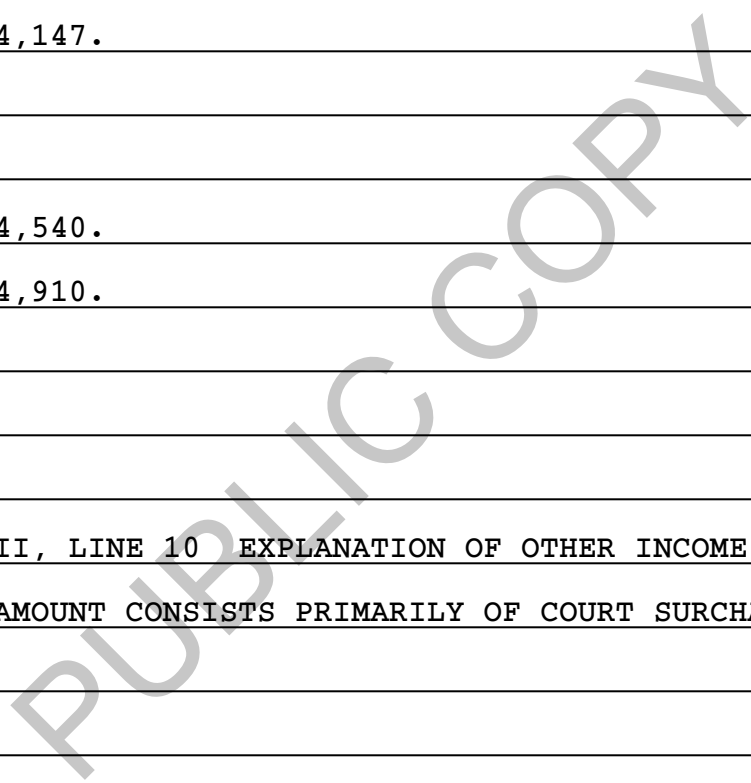 4,147.
4,540.
4,910.
II, LINE 10 EXPLANATION OF OTHER INCOME
AMOUNT CONSISTS PRIMARILY OF COURT
PUBLIC COPY